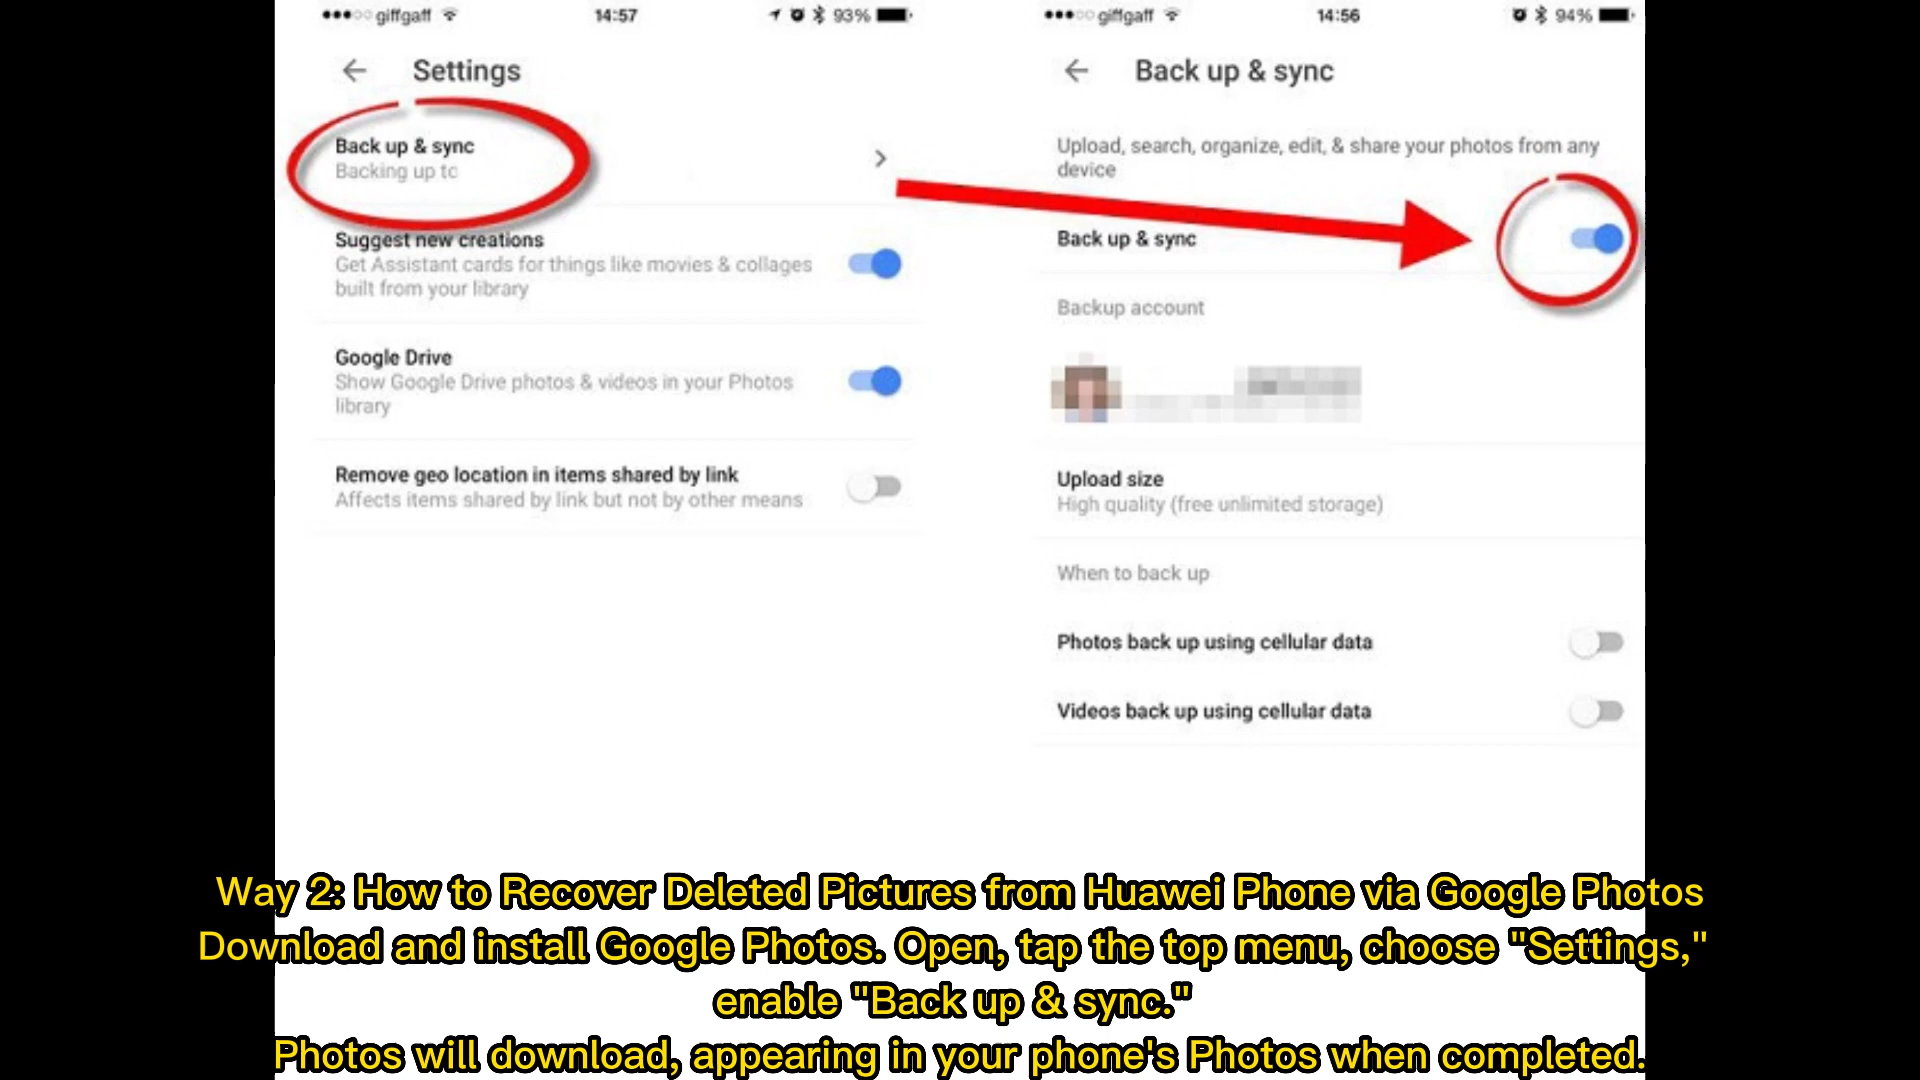 giffgaff 14:57 93%
Settings
Back up & sync
Backing up to
Suggest new creations
Get Assistant cards for things like movies & collages
built from your library
Google Drive
Show Google Drive photos & videos in your Photos
library
Remove geo location in items shared by link
Affects items shared by link but not by other means
giffgaff 14:56 94%
Back up & sync
Upload, search, organize, edit, & share your photos from any
device
Back up & sync
Backup account
Upload size
High quality (free unlimited storage)
When to back up
Photos back up using cellular data
Videos back up using cellular data
Way 2: How to Recover Deleted Pictures from Huawei Phone via Google Photos
Download and install Google Photos. Open, tap the top menu, choose "Settings,"
enable "Back up & sync."
Photos will download, appearing in your phone's Photos when completed.